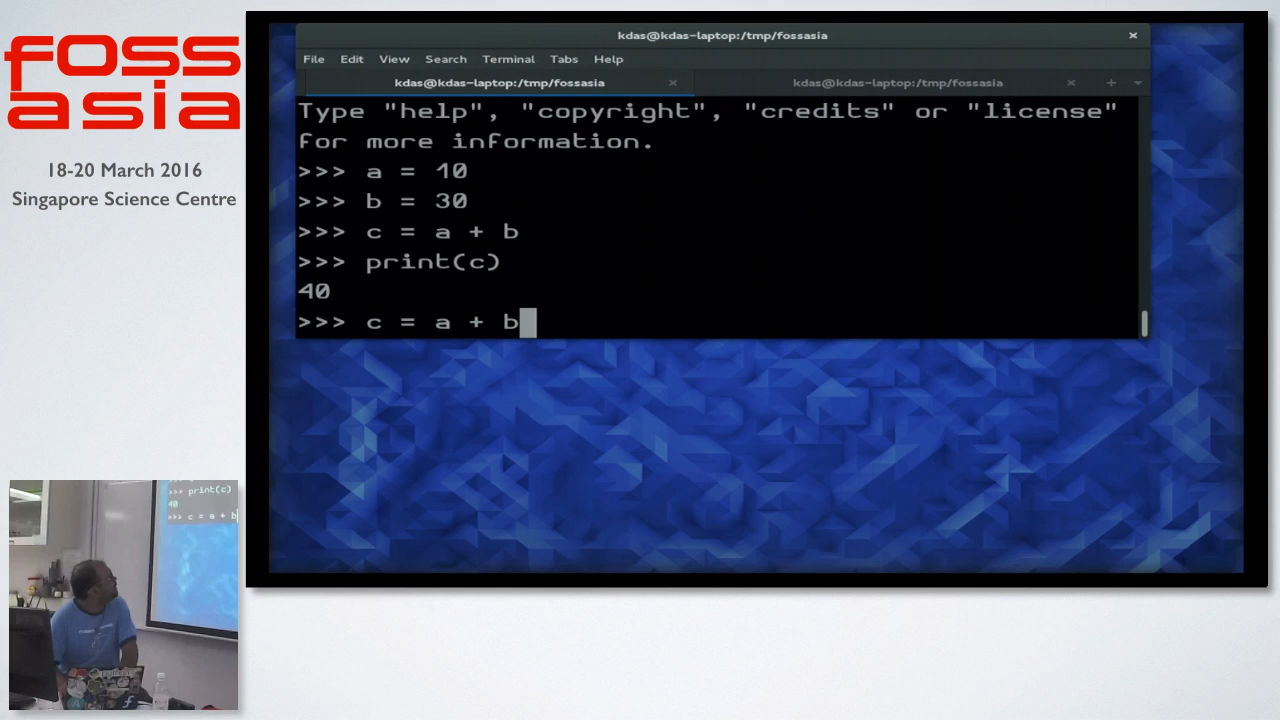 foss
asia
18-20 March 2016
Singapore Science Centre
kdas@kdas-laptop:/tmp/fossasia
File Edit View Search Terminal Tabs Help
kdas@kdas-laptop:/tmp/fossasia kdas@kdas-laptop:/tmp/fossasia
Type "help", "copyright", "credits" or "license"
for more information.
>>> a = 10
>>> b = 30
>>> c = a + b
>>> print(c)
40
>>> c = a + b
>>> print(c)
40
>>> c = a + b